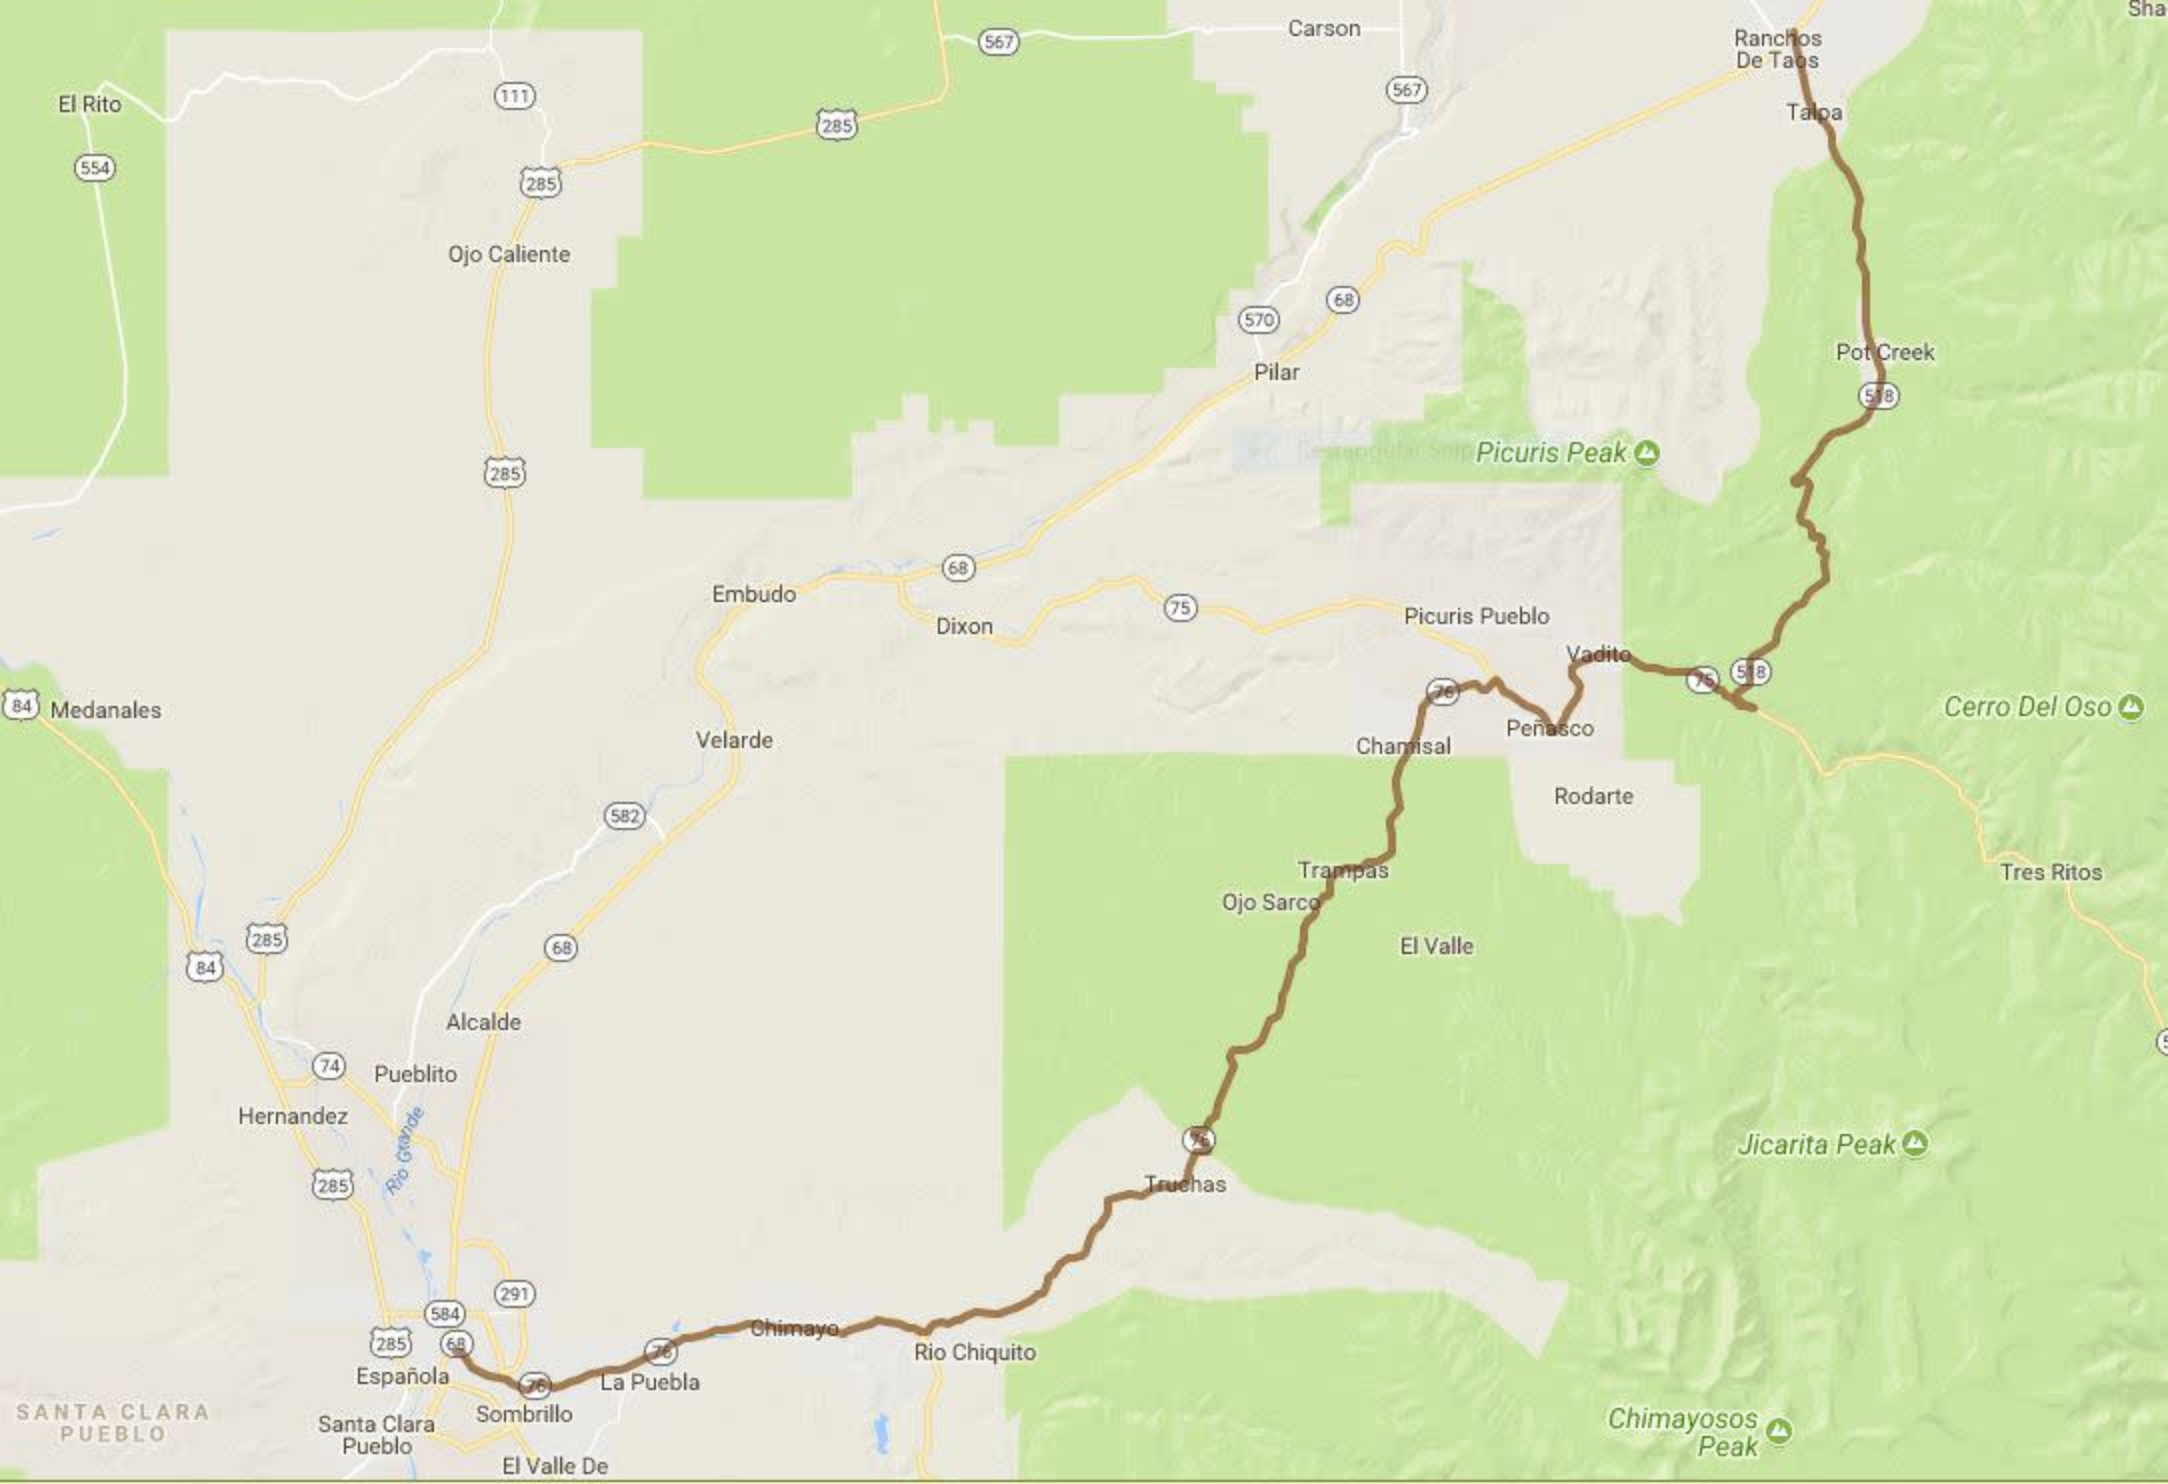 Sha
Carson
567
Ranchos
De Taos
567
111
El Rito
Talpa
285
554
285
Ojo Caliente
68
570
Pot Creek
Pilar
518
Rectangular Snip
Picuris Peak
285
68
Embudo
75
Picuris Pueblo
Dixon
Vadito
518
75
76
84
Medanales
Cerro Del Oso
Peñasco
Velarde
Chamisal
Rodarte
582
Trampas
Tres Ritos
Ojo Sarco
285
68
El Valle
84
Alcalde
5
74
Pueblito
Hernandez
Rio Grande
76
Jicarita Peak
285
Truchas
291
584
Chimayo
285
68
76
Rio Chiquito
Española
76
La Puebla
SANTA CLARA
PUEBLO
Sombrillo
Santa Clara
Pueblo
Chimayosos
Peak
El Valle De